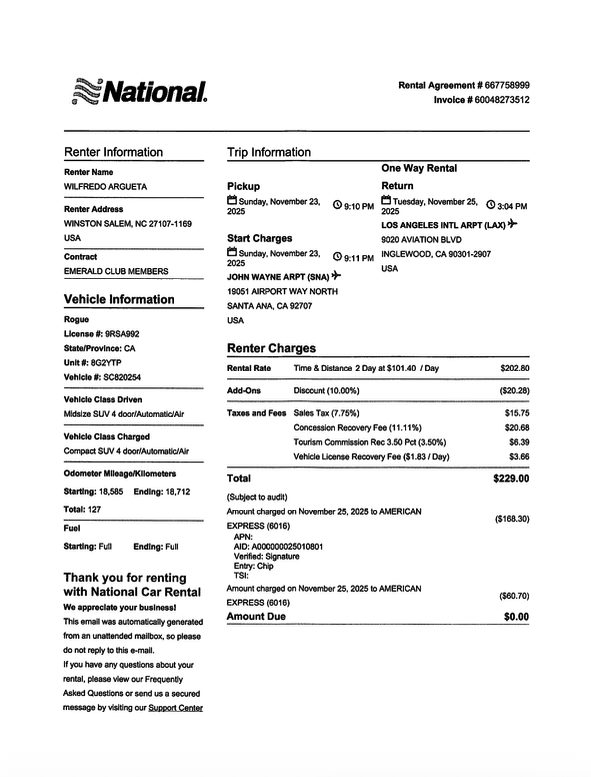 National.
Rental Agreement # 667758999
Invoice # 60048273512
Renter Information
Renter Name
WILFREDO ARGUETA
Renter Address
WINSTON SALEM, NC 27107-1169
USA
Contract
EMERALD CLUB MEMBERS
Vehicle Information
Rogue
License #: 9RSA992
State/Province: CA
Unit #: 8G2YTP
Vehicle #: SC820254
Vehicle Class Driven
Midsize SUV 4 door/Automatic/Air
Vehicle Class Charged
Compact SUV 4 door/Automatic/Air
Odometer Mileage/Kilometers
Starting: 18,585 Ending: 18,712
Total: 127
Fuel
Starting: Full Ending: Full
Thank you for renting
with National Car Rental
We appreciate your business!
This email was automatically generated
from an unattended mailbox, so please
do not reply to this e-mail.
If you have any questions about your
rental, please view our Frequently
Asked Questions or send us a secured
message by visiting our Support Center
Trip Information
Pickup
Sunday, November 23, 2025 9:10 PM
Start Charges
Sunday, November 23, 2025 9:11 PM
JOHN WAYNE ARPT (SNA)
19051 AIRPORT WAY NORTH
SANTA ANA, CA 92707
USA
One Way Rental
Return
Tuesday, November 25, 2025 3:04 PM
LOS ANGELES INTL ARPT (LAX)
9020 AVIATION BLVD
INGLEWOOD, CA 90301-2907
USA
Renter Charges
Rental Rate Time & Distance 2 Day at $101.40 / Day $202.80
Add-Ons Discount (10.00%) ($20.28)
Taxes and Fees Sales Tax (7.75%) $15.75
Concession Recovery Fee (11.11%) $20.68
Tourism Commission Rec 3.50 Pct (3.50%) $6.39
Vehicle License Recovery Fee ($1.83 / Day) $3.66
Total $229.00
(Subject to audit)
Amount charged on November 25, 2025 to AMERICAN
EXPRESS (6016) ($168.30)
APN:
AID: A000000025010801
Verified: Signature
Entry: Chip
TSI:
Amount charged on November 25, 2025 to AMERICAN
EXPRESS (6016) ($60.70)
Amount Due $0.00